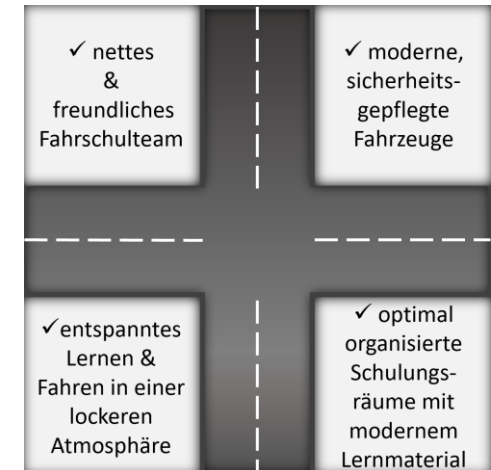 ✓ nettes
&
freundliches
Fahrschulteam
✓ moderne,
sicherheits-
gepflegte
Fahrzeuge
✓entspanntes
Lernen &
Fahren in einer
lockeren
Atmosphäre
✓ optimal
organisierte
Schulungs-
räume mit
modernem
Lernmaterial